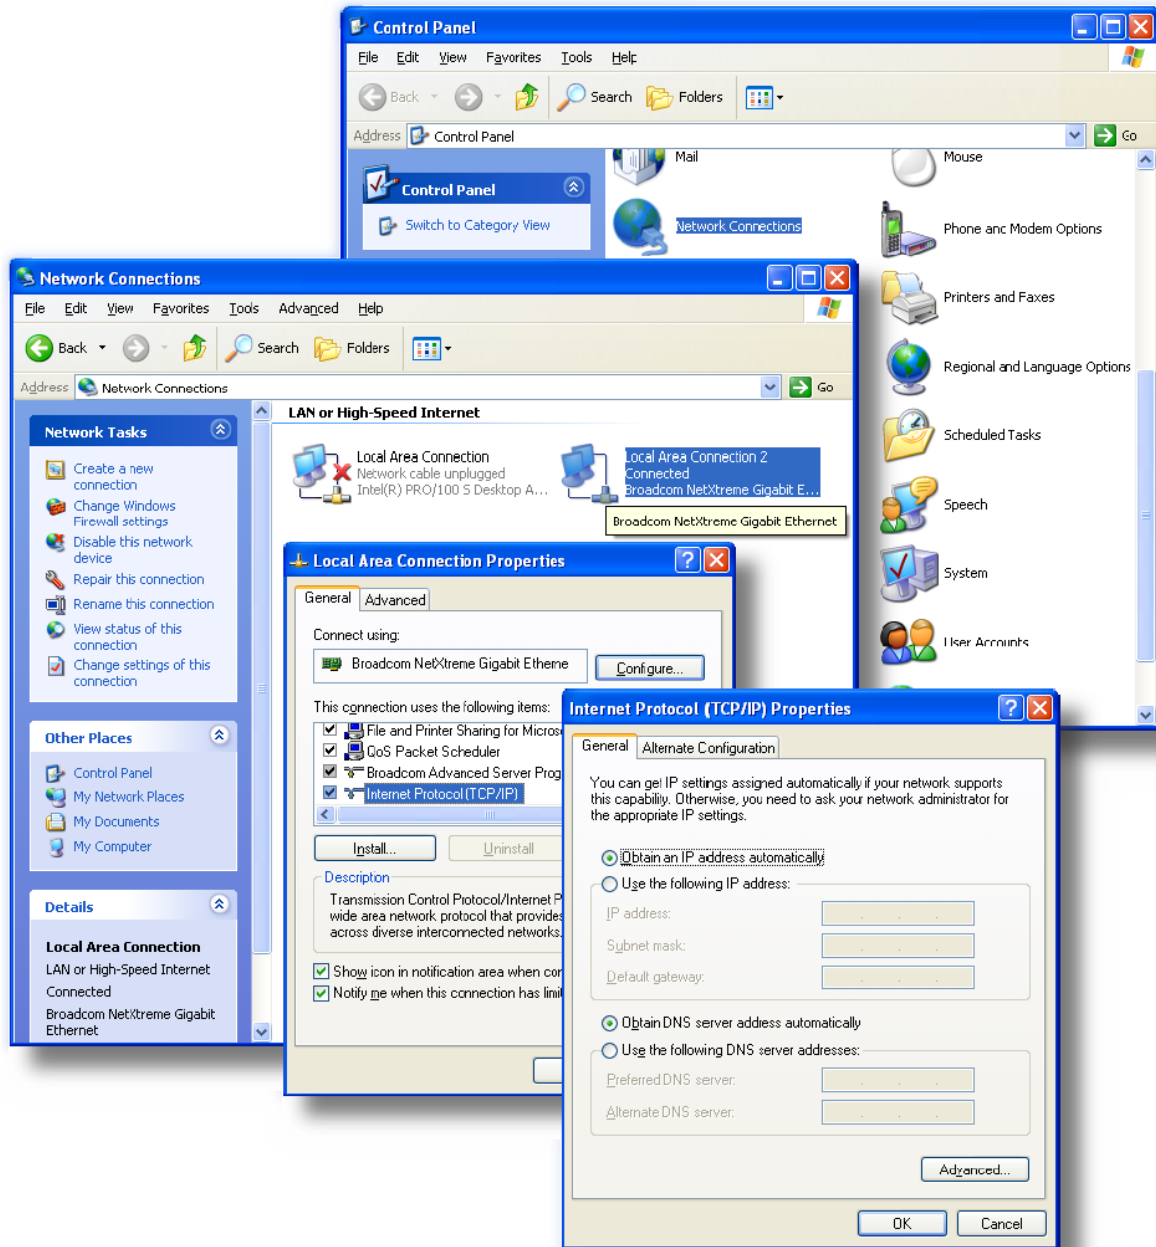 Control Panel
File Edit View Favorites Tools Help
Back Search Folders
Address Control Panel Go
Control Panel
Switch to Category View
Mail
Mouse
Network Connections
Phone and Modem Options
Printers and Faxes
Regional and Language Options
Scheduled Tasks
Speech
System
User Accounts
Network Connections
File Edit View Favorites Tools Advanced Help
Back Search Folders
Address Network Connections Go
Network Tasks
Create a new
connection
Change Windows
Firewall settings
Disable this network
device
Repair this connection
Rename this connection
View status of this
connection
Change settings of this
connection
Other Places
Control Panel
My Network Places
My Documents
My Computer
Details
Local Area Connection
LAN or High-Speed Internet
Connected
Broadcom NetXtreme Gigabit
Ethernet
LAN or High-Speed Internet
Local Area Connection
Network cable unplugged
Intel(R) PRO/100 S Desktop A...
Local Area Connection 2
Connected
Broadcom NetXtreme Gigabit E...
Broadcom NetXtreme Gigabit Ethernet
Local Area Connection Properties
General Advanced
Connect using:
Broadcom NetXtreme Gigabit Etherne
Configure...
This connection uses the following items:
File and Printer Sharing for Micros
QoS Packet Scheduler
Broadcom Advanced Server Prog
Internet Protocol (TCP/IP)
Install... Uninstall
Description
Transmission Control Protocol/Internet P
wide area network protocol that provides
across diverse interconnected networks.
Show icon in notification area when con
Notify me when this connection has limi
Internet Protocol (TCP/IP) Properties
General Alternate Configuration
You can get IP settings assigned automatically if your network supports
this capability. Otherwise, you need to ask your network administrator for
the appropriate IP settings.
Obtain an IP address automatically
Use the following IP address:
IP address:
Subnet mask:
Default gateway:
Obtain DNS server address automatically
Use the following DNS server addresses:
Preferred DNS server:
Alternate DNS server:
Advanced...
OK Cancel